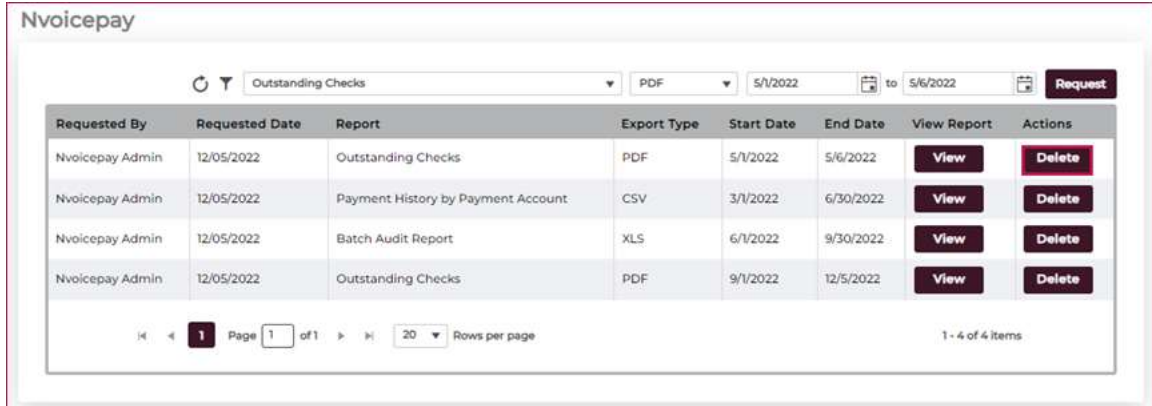 Nvoicepay
Outstanding Checks PDF 5/1/2022 to 5/6/2022 Request
Requested By Requested Date Report Export Type Start Date End Date View Report Actions
Nvoicepay Admin 12/05/2022 Outstanding Checks PDF 5/1/2022 5/6/2022 View Delete
Nvoicepay Admin 12/05/2022 Payment History by Payment Account CSV 3/1/2022 6/30/2022 View Delete
Nvoicepay Admin 12/05/2022 Batch Audit Report XLS 6/1/2022 9/30/2022 View Delete
Nvoicepay Admin 12/05/2022 Outstanding Checks PDF 9/1/2022 12/5/2022 View Delete
1 Page 1 of 1 20 Rows per page 1 - 4 of 4 items